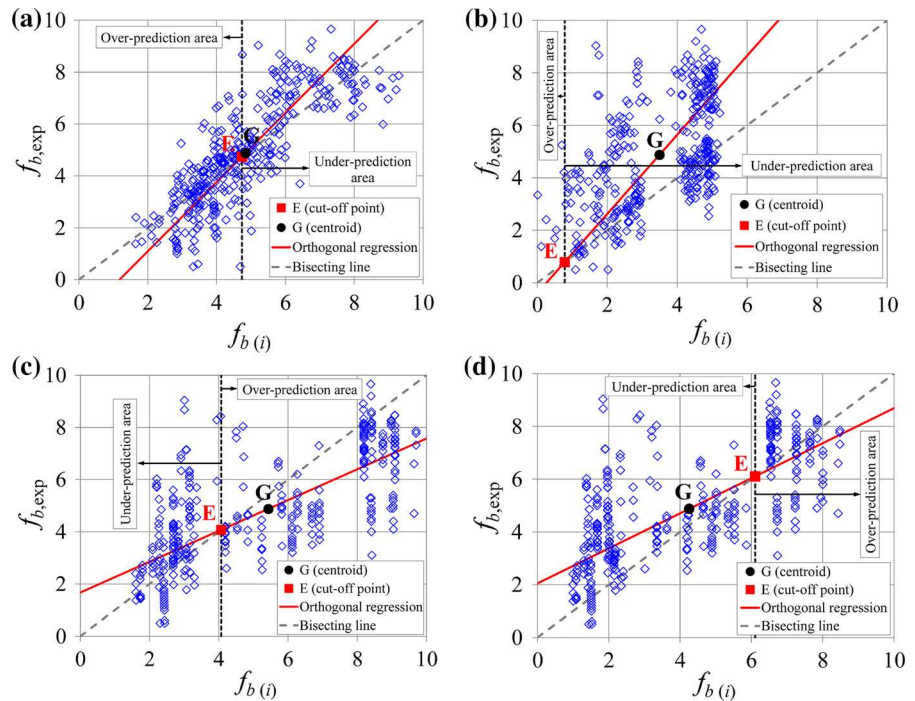 (a)
10
8
6
4
2
0
f_b,exp
Over-prediction area
E
G
Under-prediction
area
E (cut-off point)
G (centroid)
Orthogonal regression
Bisecting line
0 2 4 6 8 10
f_b (i)
(b)
10
8
6
4
2
0
f_b,exp
Over-prediction area
G
Under-prediction area
E
G (centroid)
E (cut-off point)
Orthogonal regression
Bisecting line
0 2 4 6 8 10
f_b (i)
(c)
10
8
6
4
2
0
f_b,exp
Over-prediction area
Under-prediction area
E
G
G (centroid)
E (cut-off point)
Orthogonal regression
Bisecting line
0 2 4 6 8 10
f_b (i)
(d)
10
8
6
4
2
0
f_b,exp
Under-prediction area
Over-prediction area
E
G
G (centroid)
E (cut-off point)
Orthogonal regression
Bisecting line
0 2 4 6 8 10
f_b (i)